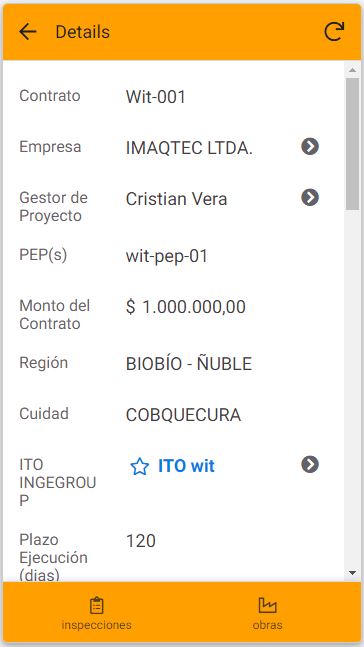 Details
Contrato Wit-001
Empresa IMAQTEC LTDA.
Gestor de
Proyecto Cristian Vera
PEP(s) wit-pep-01
Monto del
Contrato $ 1.000.000,00
Región BIOBÍO - ÑUBLE
Cuidad COBQUECURA
ITO
INGEGROU
P ITO wit
Plazo
Ejecución
(dias) 120
inspecciones obras